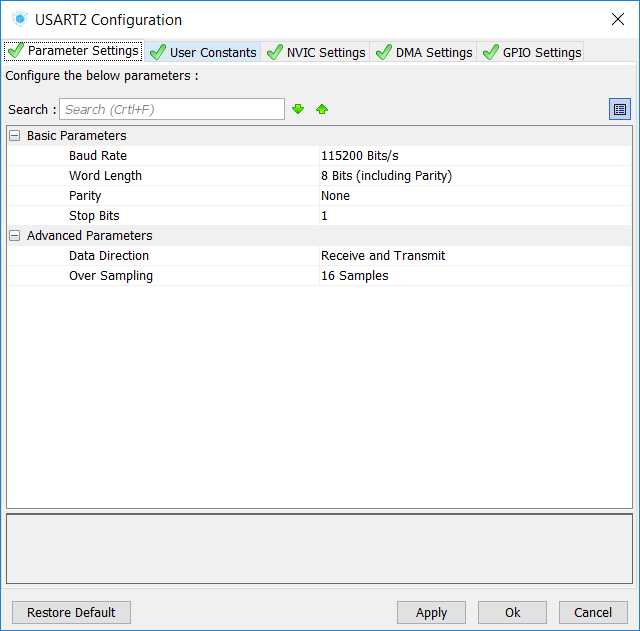 USART2 Configuration
Parameter Settings User Constants NVIC Settings DMA Settings GPIO Settings
Configure the below parameters :
Search : Search (Crtl+F)
Basic Parameters
Baud Rate 115200 Bits/s
Word Length 8 Bits (including Parity)
Parity None
Stop Bits 1
Advanced Parameters
Data Direction Receive and Transmit
Over Sampling 16 Samples
Restore Default Apply Ok Cancel